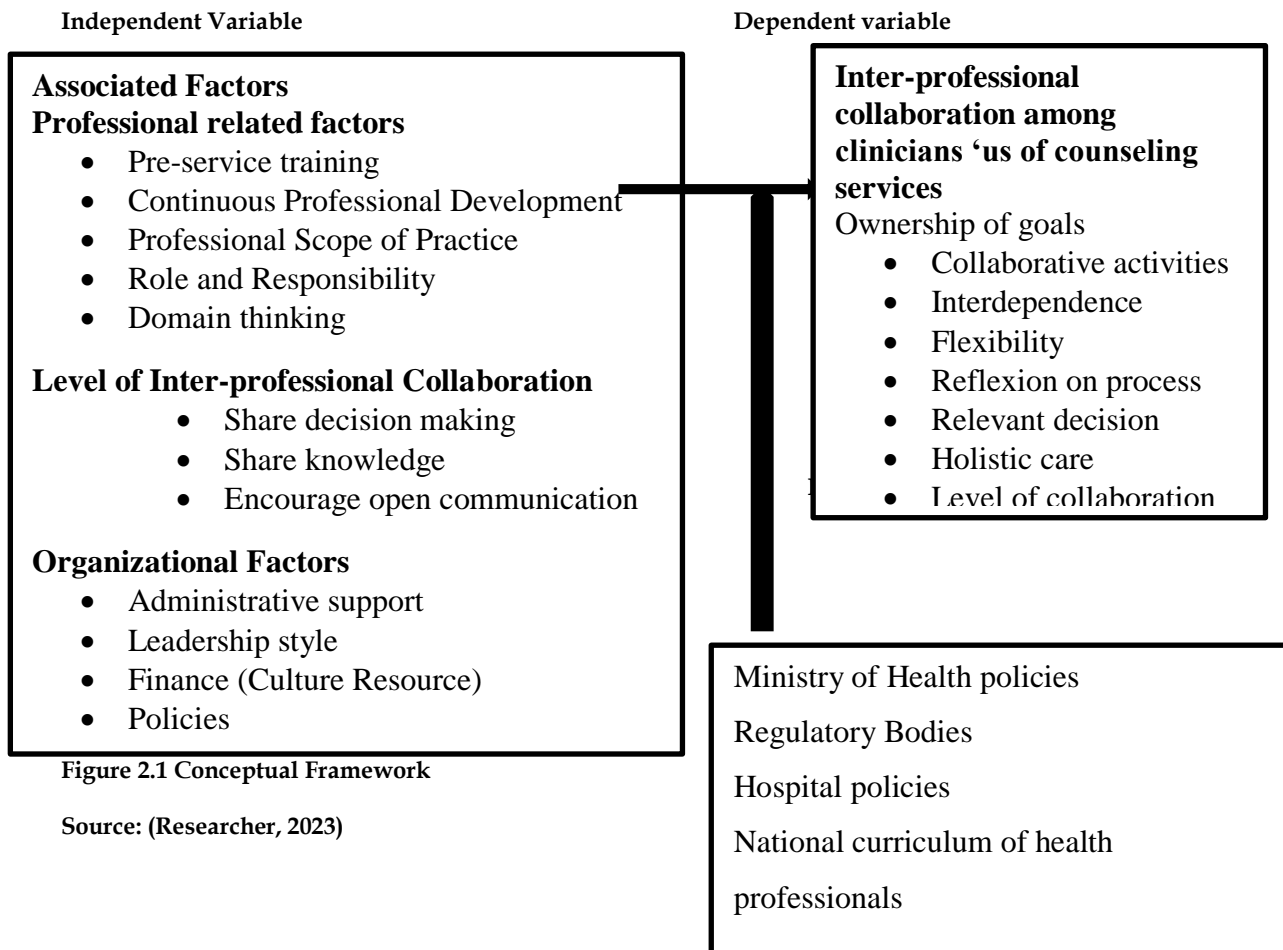 Independent Variable
Dependent variable
Associated Factors
Professional related factors
• Pre-service training
• Continuous Professional Development
• Professional Scope of Practice
• Role and Responsibility
• Domain thinking
Level of Inter-professional Collaboration
• Share decision making
• Share knowledge
• Encourage open communication
Organizational Factors
• Administrative support
• Leadership style
• Finance (Culture Resource)
• Policies
Inter-professional
collaboration among
clinicians ‘us of counseling
services
Ownership of goals
• Collaborative activities
• Interdependence
• Flexibility
• Reflexion on process
• Relevant decision
• Holistic care
• Level of collaboration
Ministry of Health policies
Regulatory Bodies
Hospital policies
National curriculum of health
professionals
Figure 2.1 Conceptual Framework
Source: (Researcher, 2023)